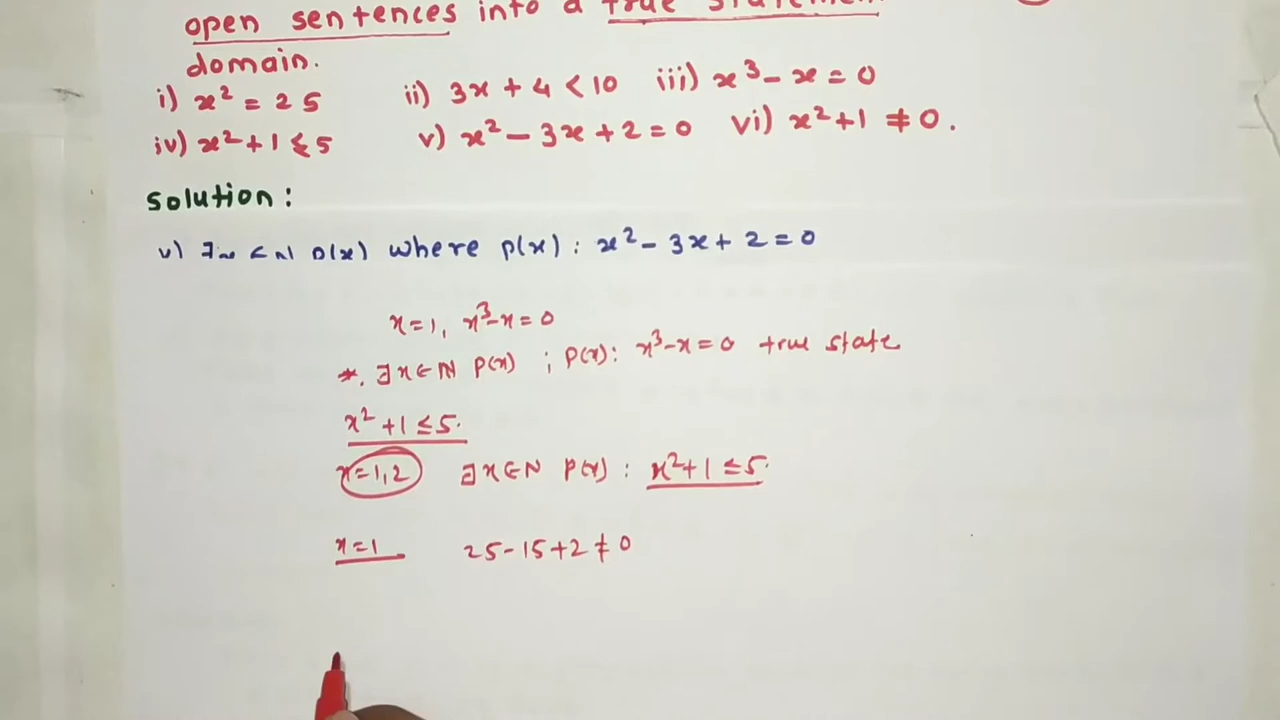 open sentences into a true statement
domain.
i) x² = 25 ii) 3x + 4 < 10 iii) x³ - x = 0
iv) x² + 1 ≤ 5 v) x² - 3x + 2 = 0 vi) x² + 1 ≠ 0.
Solution:
v) ∃x ∈ N p(x) where p(x) : x² - 3x + 2 = 0
x = 1, x³ - x = 0
∃ x ∈ N P(x) ; P(x) : x³ - x = 0 true state
x² + 1 ≤ 5.
x = 1, 2 ∃ x ∈ N P(x) : x² + 1 ≤ 5.
x = 1 25 - 15 + 2 ≠ 0